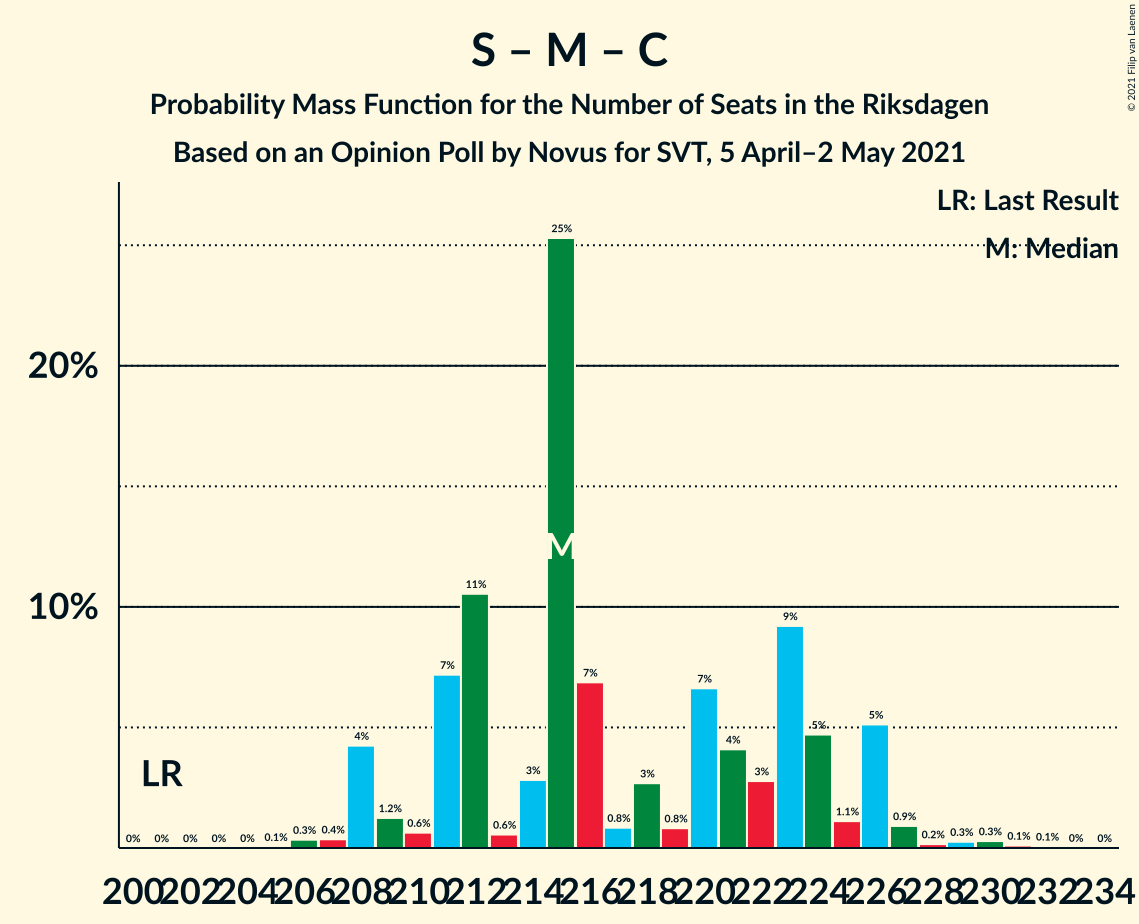 © 2021 Filip van Laenen
S – M – C
Probability Mass Function for the Number of Seats in the Riksdagen
Based on an Opinion Poll by Novus for SVT, 5 April–2 May 2021
LR: Last Result
M: Median
20%
10%
LR
M
0% 0% 0% 0% 0% 0.1% 0.3% 0.4% 4% 1.2% 0.6% 7% 11% 0.6% 3% 25% 7% 0.8% 3% 0.8% 7% 4% 3% 9% 5% 1.1% 5% 0.9% 0.2% 0.3% 0.3% 0.1% 0.1% 0% 0%
200 202 204 206 208 210 212 214 216 218 220 222 224 226 228 230 232 234